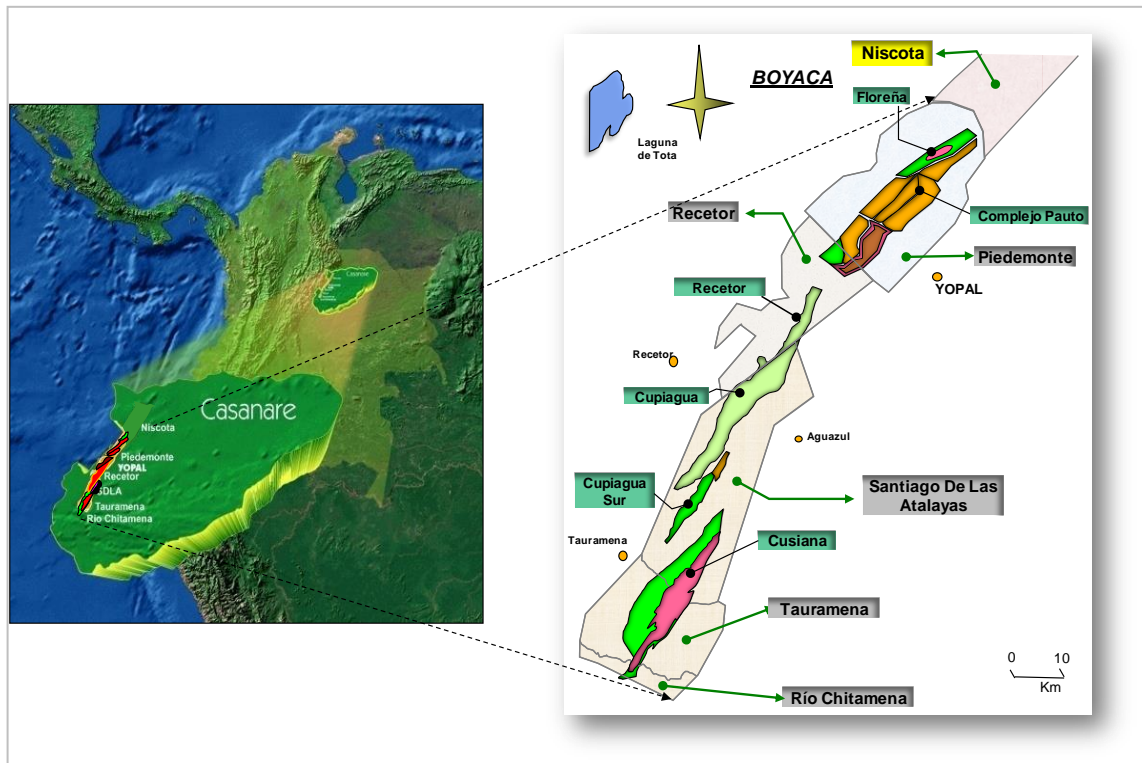 Casanare
Casanare
Niscota
Piedemonte
YOPAL
Recetor
SDLA
Tauramena
Río Chitamena
BOYACA
Niscota
Floreña
Laguna
de Tota
Recetor
Complejo Pauto
Piedemonte
YOPAL
Recetor
Recetor
Cupiagua
Aguazul
Cupiagua
Sur
Santiago De Las
Atalayas
Tauramena
Cusiana
Tauramena
0 10
Km
Río Chitamena